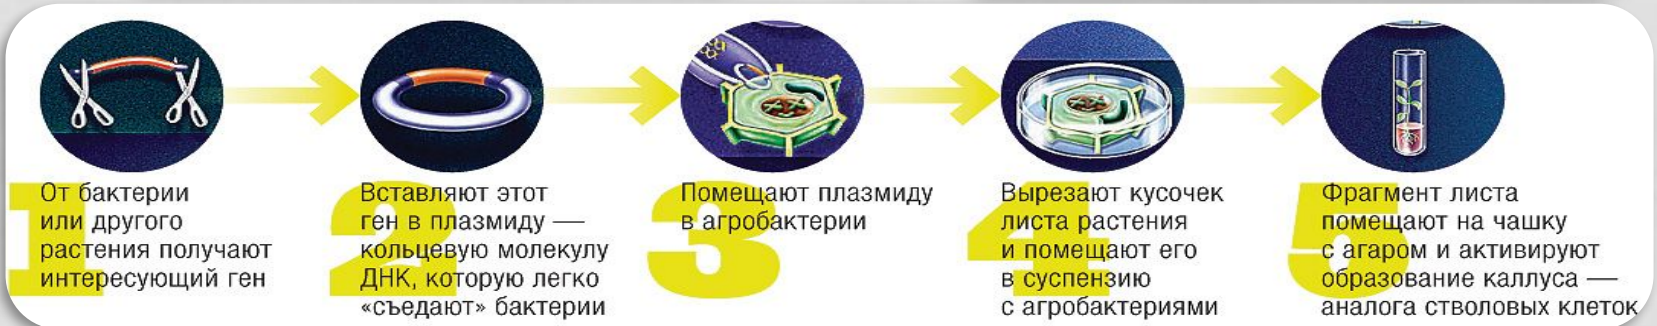 1
От бактерии
или другого
растения получают
интересующий ген
2
Вставляют этот
ген в плазмиду —
кольцевую молекулу
ДНК, которую легко
«съедают» бактерии
3
Помещают плазмиду
в агробактерии
4
Вырезают кусочек
листа растения
и помещают его
в суспензию
с агробактериями
5
Фрагмент листа
помещают на чашку
с агаром и активируют
образование каллуса —
аналога стволовых клеток